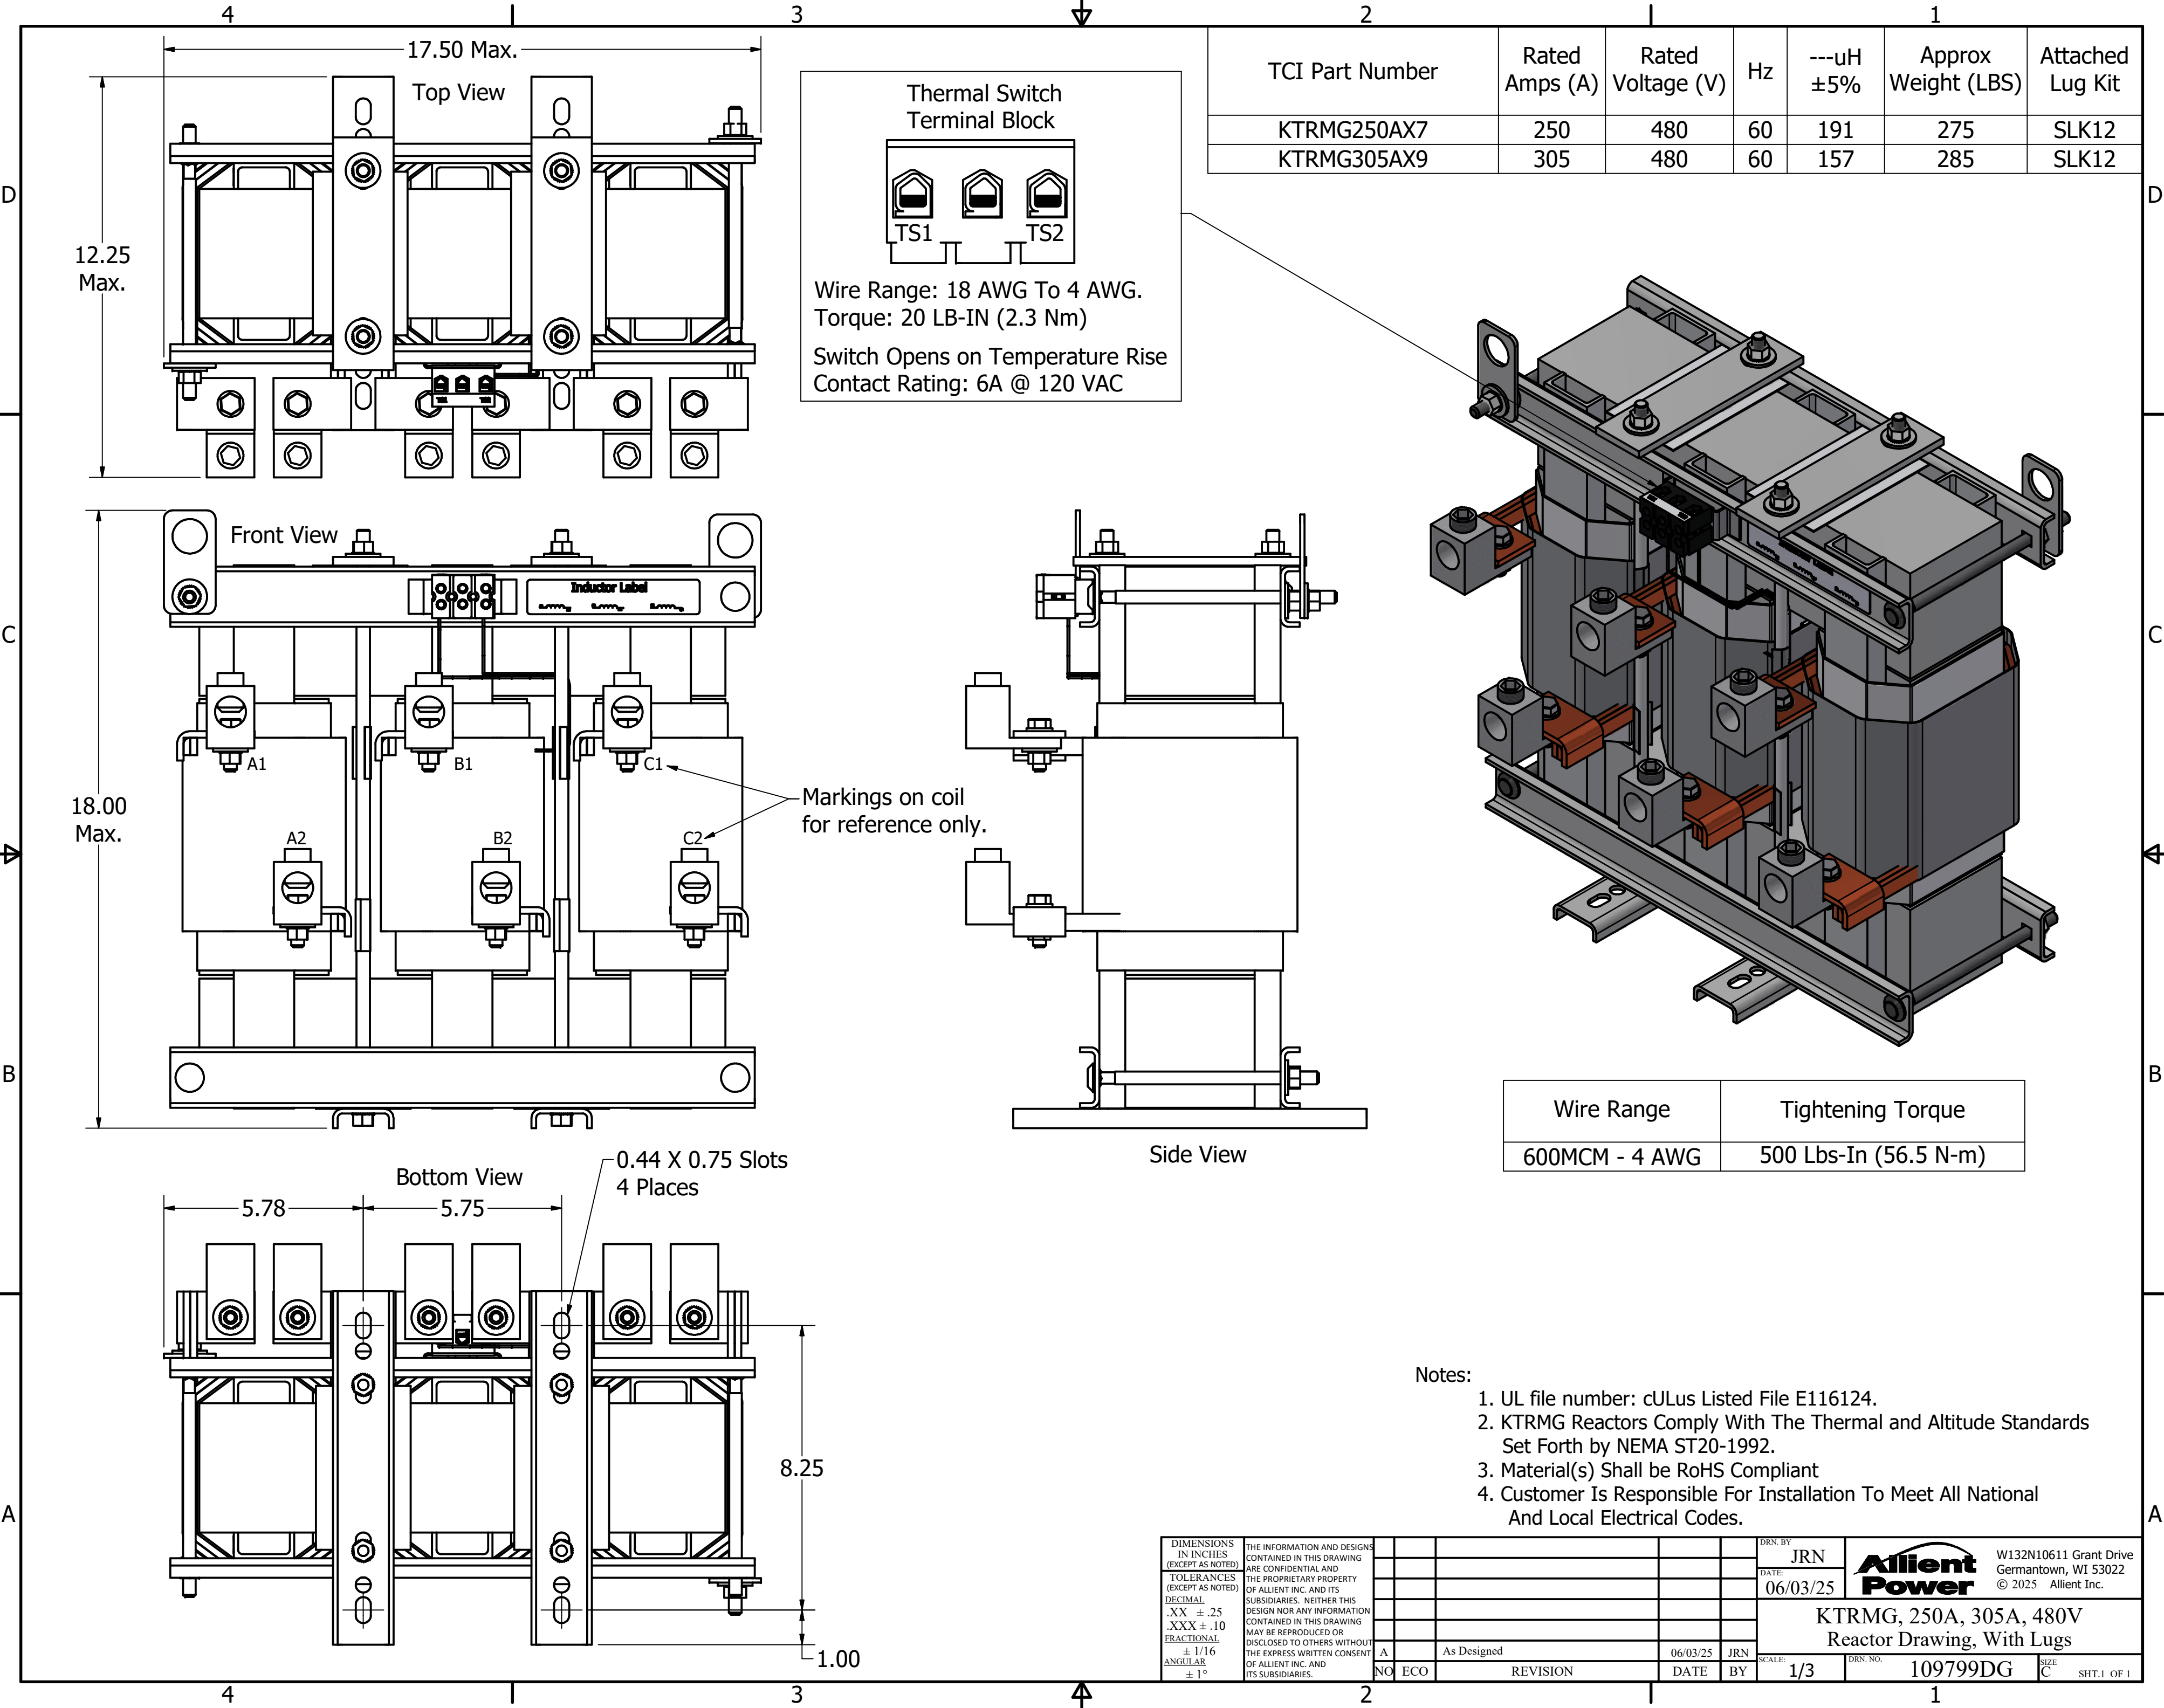 4
3
2
1
17.50 Max.
Top View
12.25
Max.
TS1
TS2
Thermal Switch
Terminal Block
TS1
TS2
Wire Range: 18 AWG To 4 AWG.
Torque: 20 LB-IN (2.3 Nm)
Switch Opens on Temperature Rise
Contact Rating: 6A @ 120 VAC
TCI Part Number Rated Amps (A) Rated Voltage (V) Hz ---uH ±5% Approx Weight (LBS) Attached Lug Kit
KTRMG250AX7 250 480 60 191 275 SLK12
KTRMG305AX9 305 480 60 157 285 SLK12
D
D
Front View
Inductor Label
C
C
A1
B1
C1
18.00
Max.
Markings on coil
for reference only.
A2
B2
C2
B
B
Side View
Wire Range Tightening Torque
600MCM - 4 AWG 500 Lbs-In (56.5 N-m)
Bottom View
0.44 X 0.75 Slots
4 Places
5.78
5.75
8.25
1.00
A
A
Notes:
1. UL file number: cULus Listed File E116124.
2. KTRMG Reactors Comply With The Thermal and Altitude Standards
Set Forth by NEMA ST20-1992.
3. Material(s) Shall be RoHS Compliant
4. Customer Is Responsible For Installation To Meet All National
And Local Electrical Codes.
DIMENSIONS
IN INCHES
(EXCEPT AS NOTED)
TOLERANCES
(EXCEPT AS NOTED)
DECIMAL
.XX ± .25
.XXX ± .10
FRACTIONAL
± 1/16
ANGULAR
± 1°
THE INFORMATION AND DESIGNS
CONTAINED IN THIS DRAWING
ARE CONFIDENTIAL AND
THE PROPRIETARY PROPERTY
OF ALLIENT INC. AND ITS
SUBSIDIARIES. NEITHER THIS
DESIGN NOR ANY INFORMATION
CONTAINED IN THIS DRAWING
MAY BE REPRODUCED OR
DISCLOSED TO OTHERS WITHOUT
THE EXPRESS WRITTEN CONSENT
OF ALLIENT INC. AND
ITS SUBSIDIARIES.
A As Designed 06/03/25 JRN
NO ECO REVISION DATE BY
DRN. BY
JRN
DATE:
06/03/25
Allient
Power
W132N10611 Grant Drive
Germantown, WI 53022
© 2025 Allient Inc.
KTRMG, 250A, 305A, 480V
Reactor Drawing, With Lugs
SCALE: 1/3
DRN. NO. 109799DG
SIZE C
SHT.1 OF 1
4
3
2
1